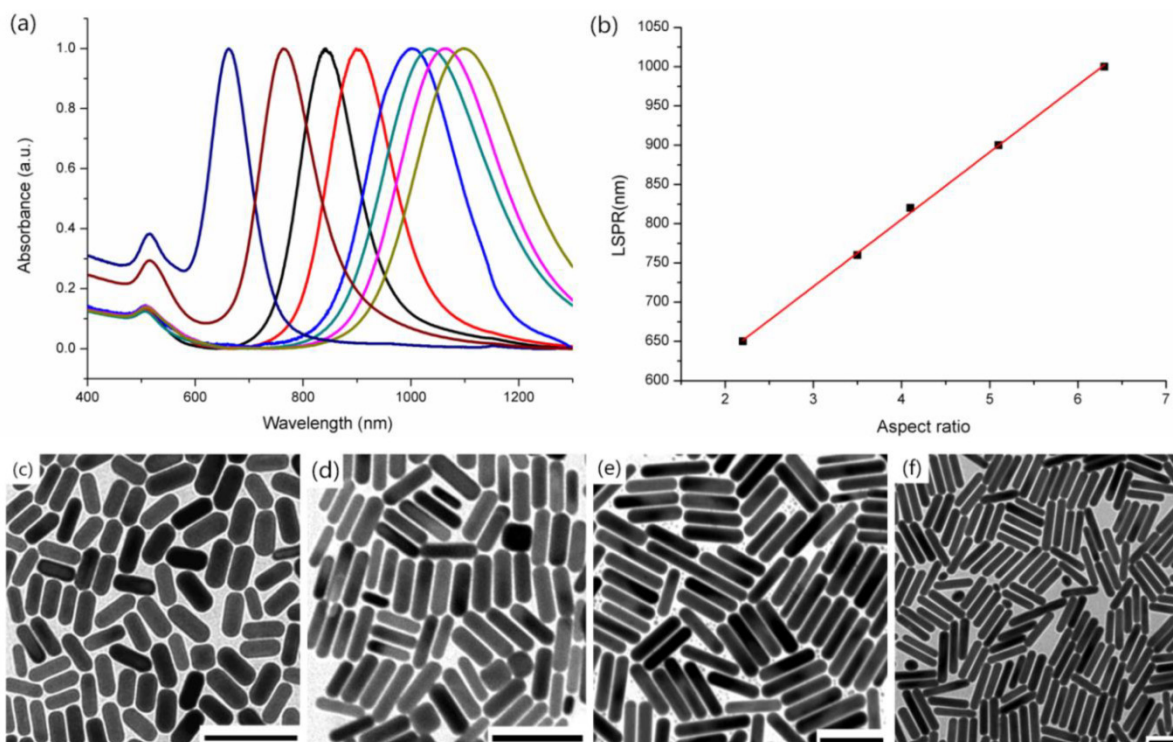 (a)
Absorbance (a.u.)
1.0
0.8
0.6
0.4
0.2
0.0
400 600 800 1000 1200
Wavelength (nm)
(b)
LSPR(nm)
1050
1000
950
900
850
800
750
700
650
600
2 3 4 5 6 7
Aspect ratio
(c) (d) (e) (f)